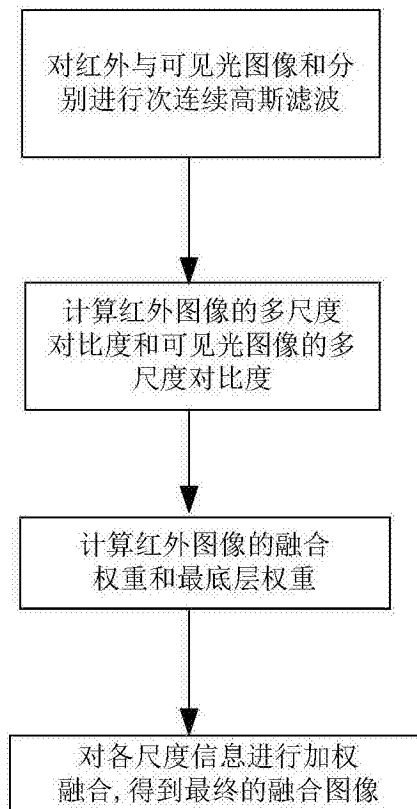 对红外与可见光图像和分
别进行次连续高斯滤波
计算红外图像的多尺度
对比度和可见光图像的多
尺度对比度
计算红外图像的融合
权重和最底层权重
对各尺度信息进行加权
融合,得到最终的融合图像